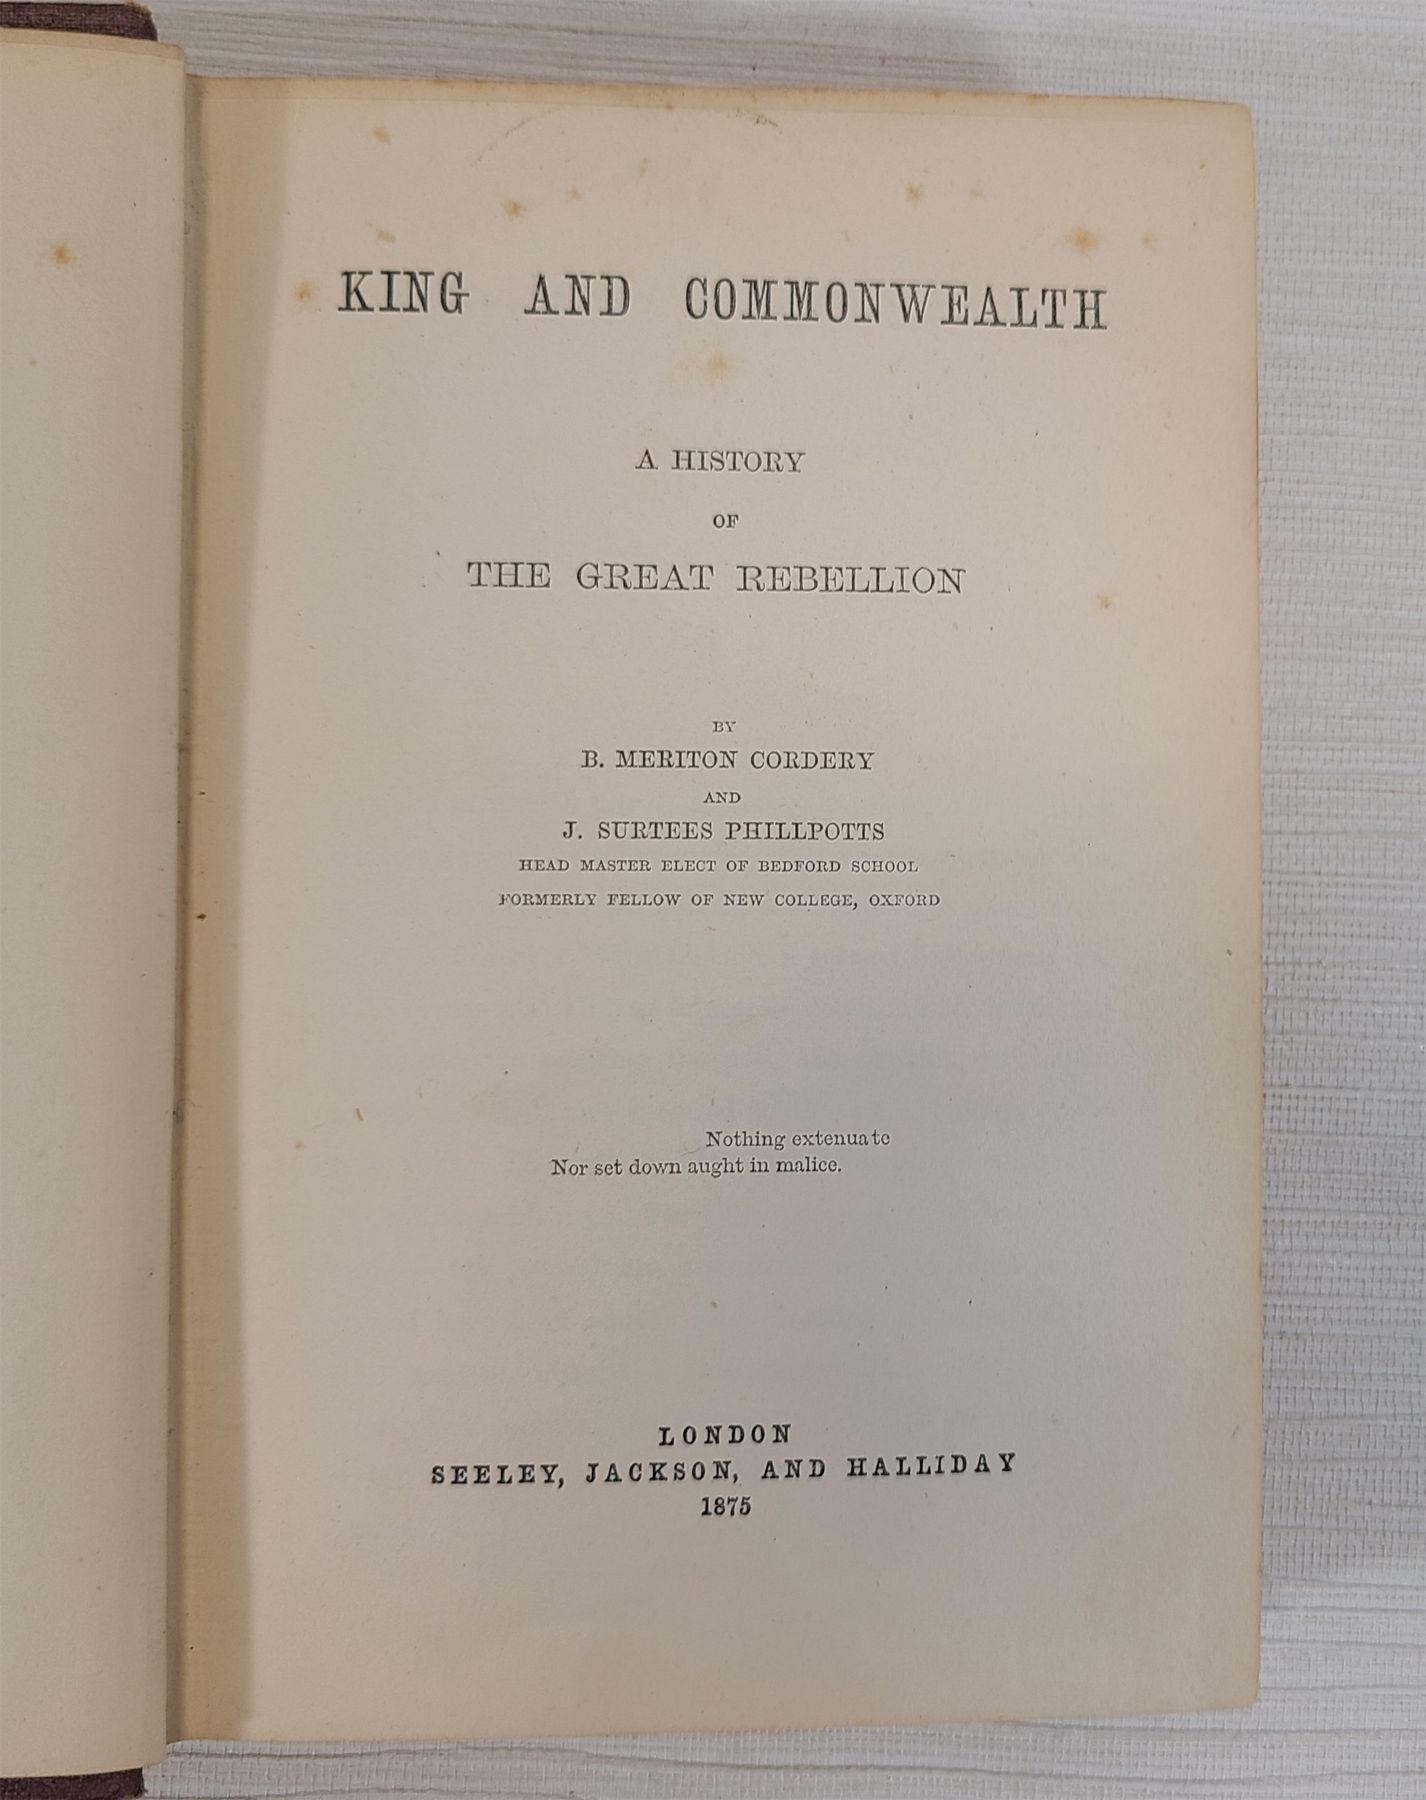 KING AND COMMONWEALTH
A HISTORY
OF
THE GREAT REBELLION
BY
B. MERITON CORDERY
AND
J. SURTEES PHILLPOTTS
HEAD MASTER ELECT OF BEDFORD SCHOOL
FORMERLY FELLOW OF NEW COLLEGE, OXFORD
Nothing extenuate
Nor set down aught in malice.
LONDON
SEELEY, JACKSON, AND HALLIDAY
1875